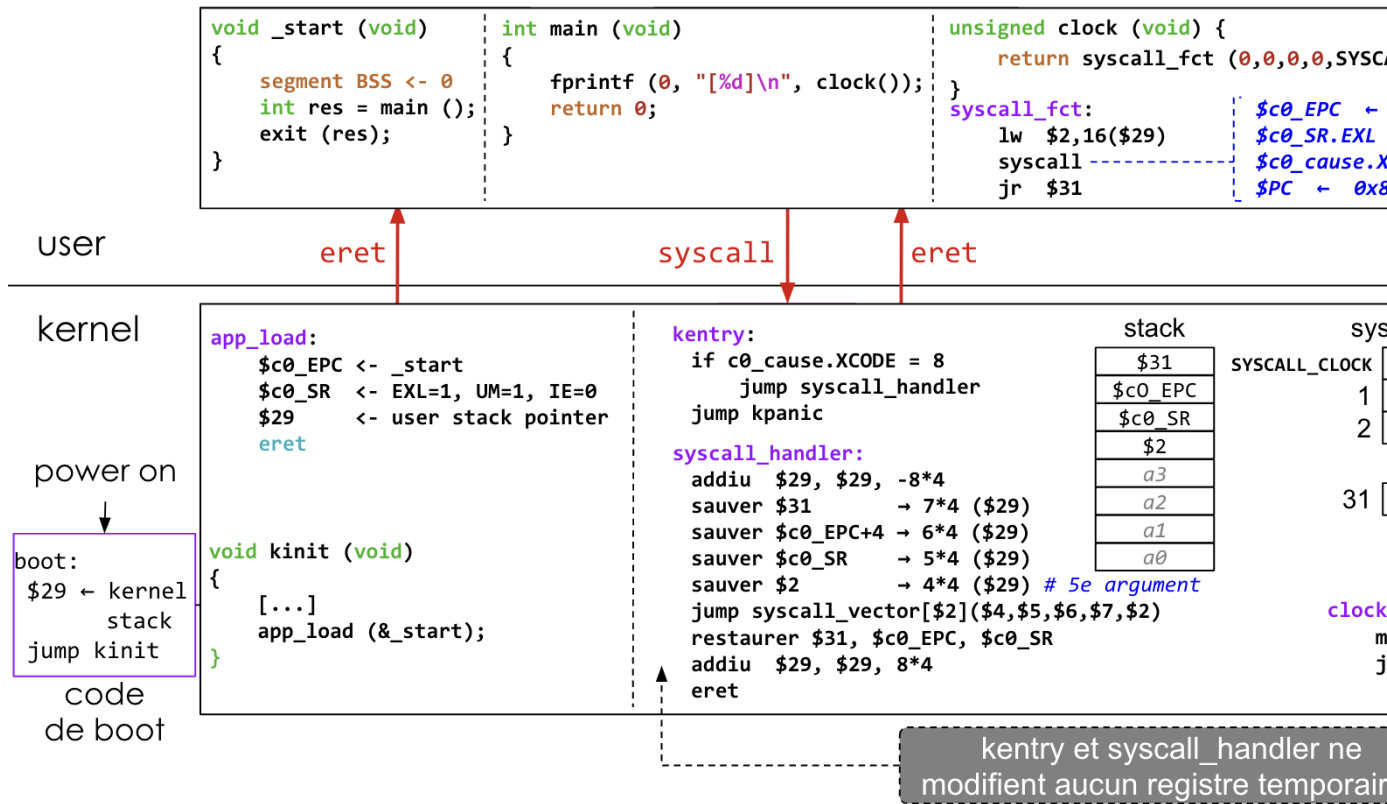 void _start (void)
{
segment BSS <- 0
int res = main ();
exit (res);
}
int main (void)
{
fprintf (0, "[%d]\n", clock());
return 0;
}
unsigned clock (void) {
return syscall_fct (0,0,0,0,SYSCA
}
syscall_fct:
lw $2,16($29)
syscall
jr $31
$c0_EPC ←
$c0_SR.EXL
$c0_cause.X
$PC ← 0x8
user
eret
syscall
eret
kernel
app_load:
$c0_EPC <- _start
$c0_SR <- EXL=1, UM=1, IE=0
$29 <- user stack pointer
eret
power on
boot:
$29 ← kernel
stack
jump kinit
code
de boot
void kinit (void)
{
[...]
app_load (&_start);
}
kentry:
if c0_cause.XCODE = 8
jump syscall_handler
jump kpanic
syscall_handler:
addiu $29, $29, -8*4
sauver $31 → 7*4 ($29)
sauver $c0_EPC+4 → 6*4 ($29)
sauver $c0_SR → 5*4 ($29)
sauver $2 → 4*4 ($29) # 5e argument
jump syscall_vector[$2]($4,$5,$6,$7,$2)
restaurer $31, $c0_EPC, $c0_SR
addiu $29, $29, 8*4
eret
stack
$31
$cO_EPC
$c0_SR
$2
a3
a2
a1
a0
sys
SYSCALL_CLOCK
1
2
31
clock
m
j
kentry et syscall_handler ne
modifient aucun registre temporair